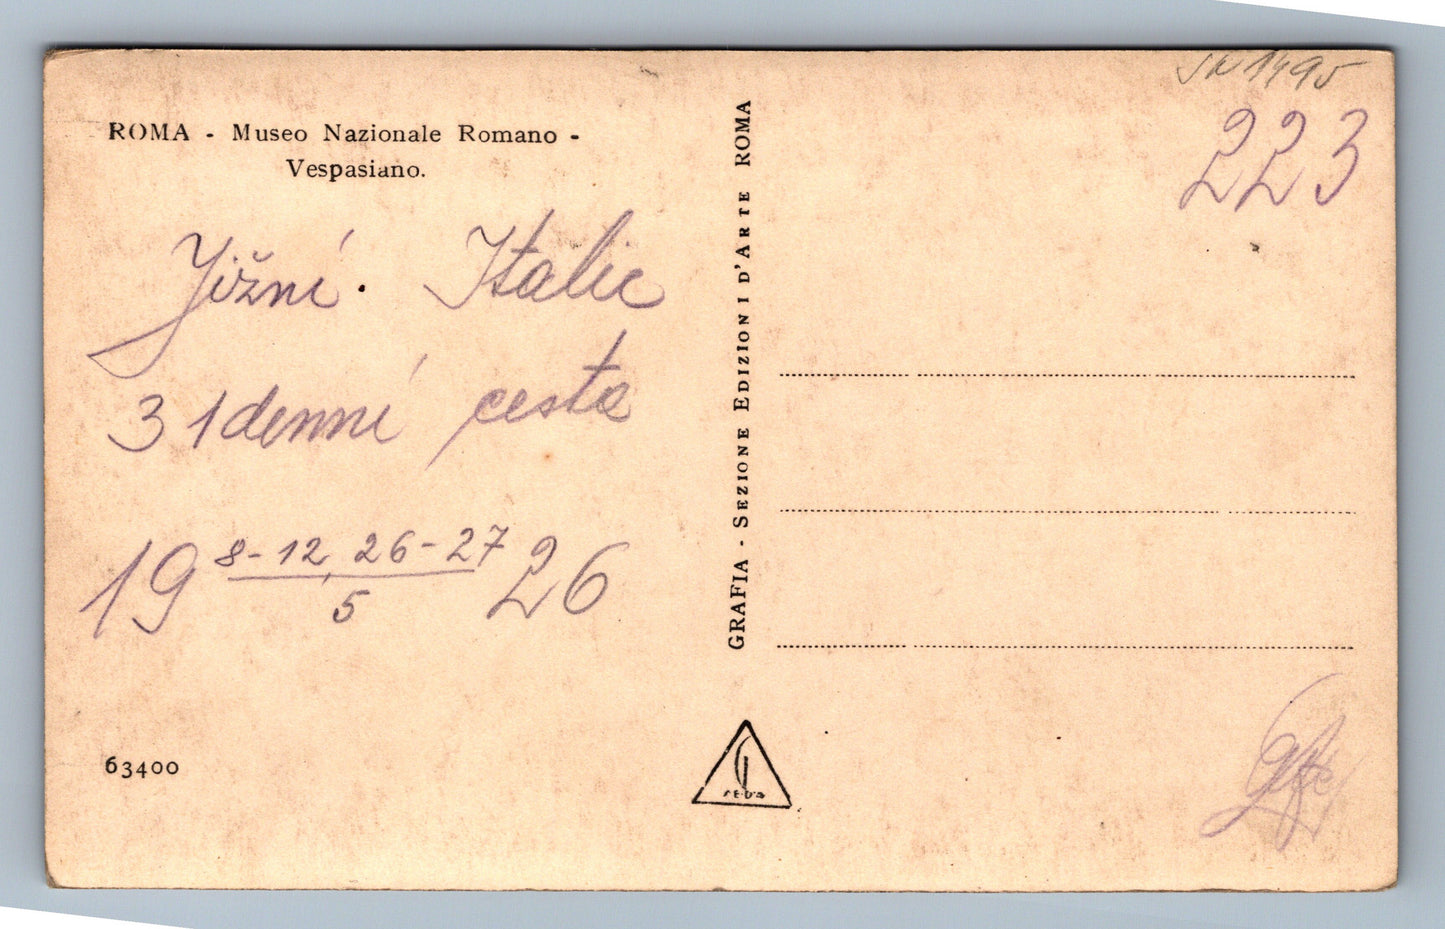 ROMA - Museo Nazionale Romano -
Vespasiano.
Jižní. Italie
31denní cesta
19 8-12, 26-27 26
5
63400
GRAFIA - SEZIONE EDIZIONI D'ARTE ROMA
S.E.D'A
1495
223